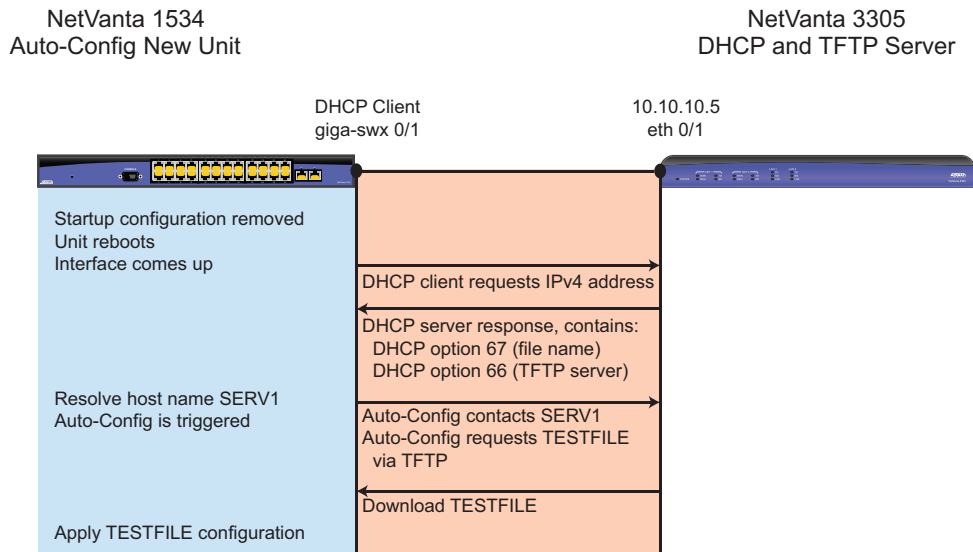 NetVanta 1534
Auto-Config New Unit
NetVanta 3305
DHCP and TFTP Server
DHCP Client
giga-swx 0/1
10.10.10.5
eth 0/1
Startup configuration removed
Unit reboots
Interface comes up
DHCP client requests IPv4 address
DHCP server response, contains:
DHCP option 67 (file name)
DHCP option 66 (TFTP server)
Resolve host name SERV1
Auto-Config is triggered
Auto-Config contacts SERV1
Auto-Config requests TESTFILE
via TFTP
Download TESTFILE
Apply TESTFILE configuration